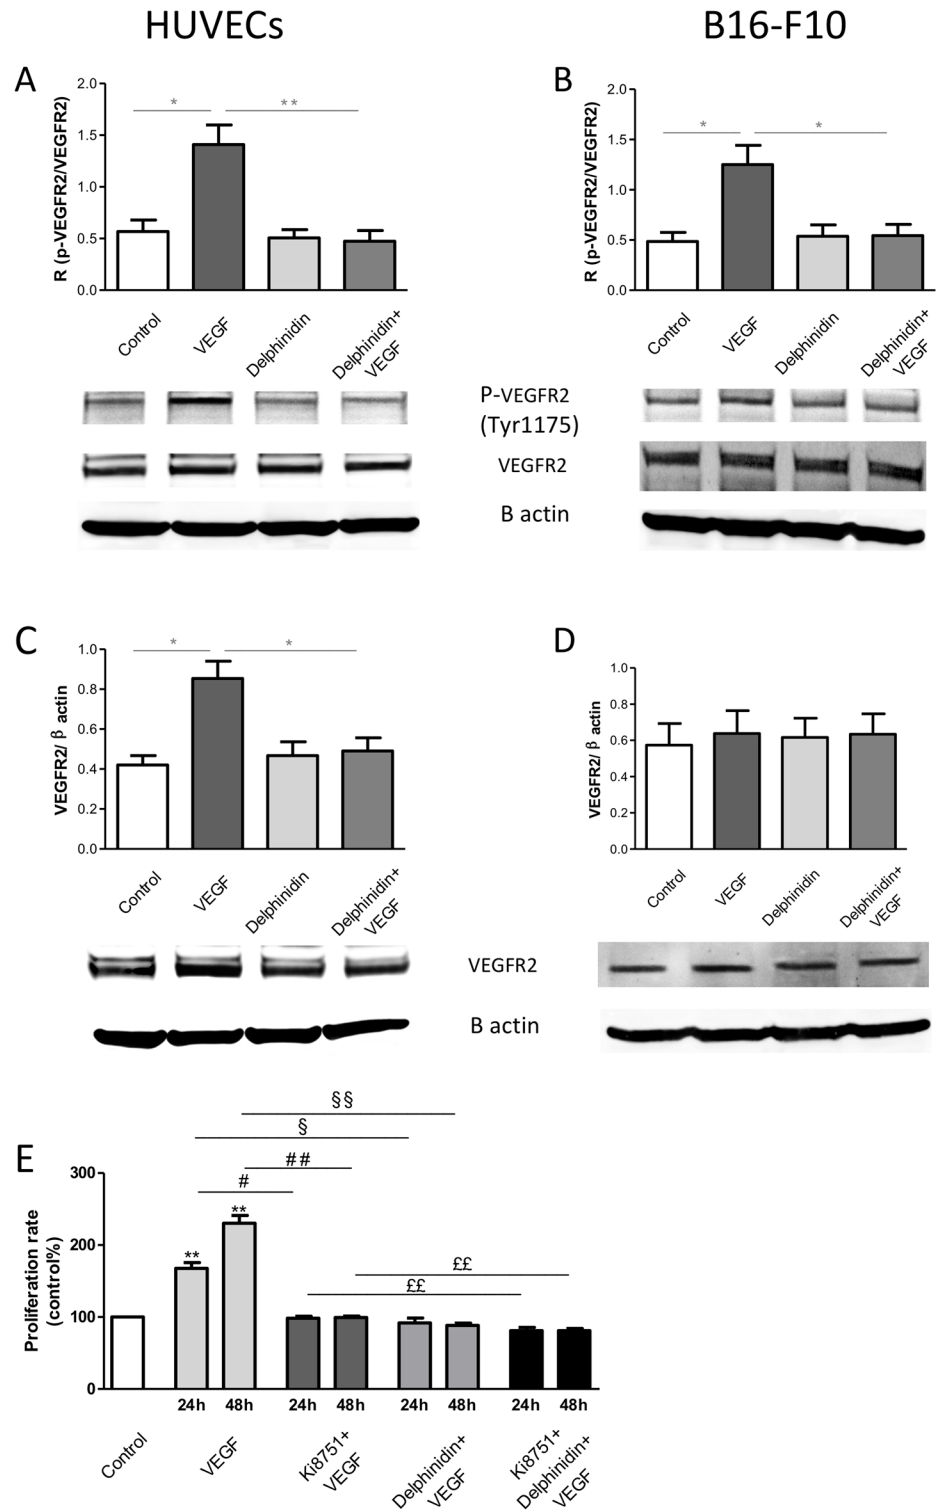 HUVECs
B16-F10
A
R (p-VEGFR2/VEGFR2)
2.0
1.5
1.0
0.5
0.0
*
**
Control
VEGF
Delphinidin
Delphinidin+
VEGF
B
R (p-VEGFR2/VEGFR2)
2.0
1.5
1.0
0.5
0.0
*
*
Control
VEGF
Delphinidin
Delphinidin+
VEGF
P-VEGFR2
(Tyr1175)
VEGFR2
B actin
C
VEGFR2/ β actin
1.0
0.8
0.6
0.4
0.2
0.0
*
*
Control
VEGF
Delphinidin
Delphinidin+
VEGF
D
VEGFR2/ β actin
1.0
0.8
0.6
0.4
0.2
0.0
Control
VEGF
Delphinidin
Delphinidin+
VEGF
VEGFR2
B actin
E
Proliferation rate
(control%)
300
200
100
0
§§
§
##
#
**
**
££
££
24h 48h 24h 48h 24h 48h 24h 48h
Control
VEGF
Ki8751+
VEGF
Delphinidin+
VEGF
Ki8751+
Delphinidin+
VEGF